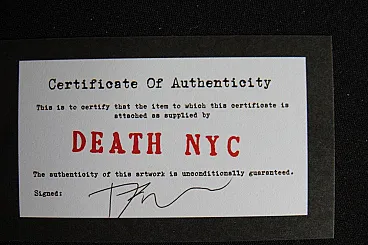 Certificate Of Authenticity
This is to certify that the item to which this certificate is
attached as supplied by
DEATH NYC
The authenticity of this artwork is unconditionally guaranteed.
Signed: